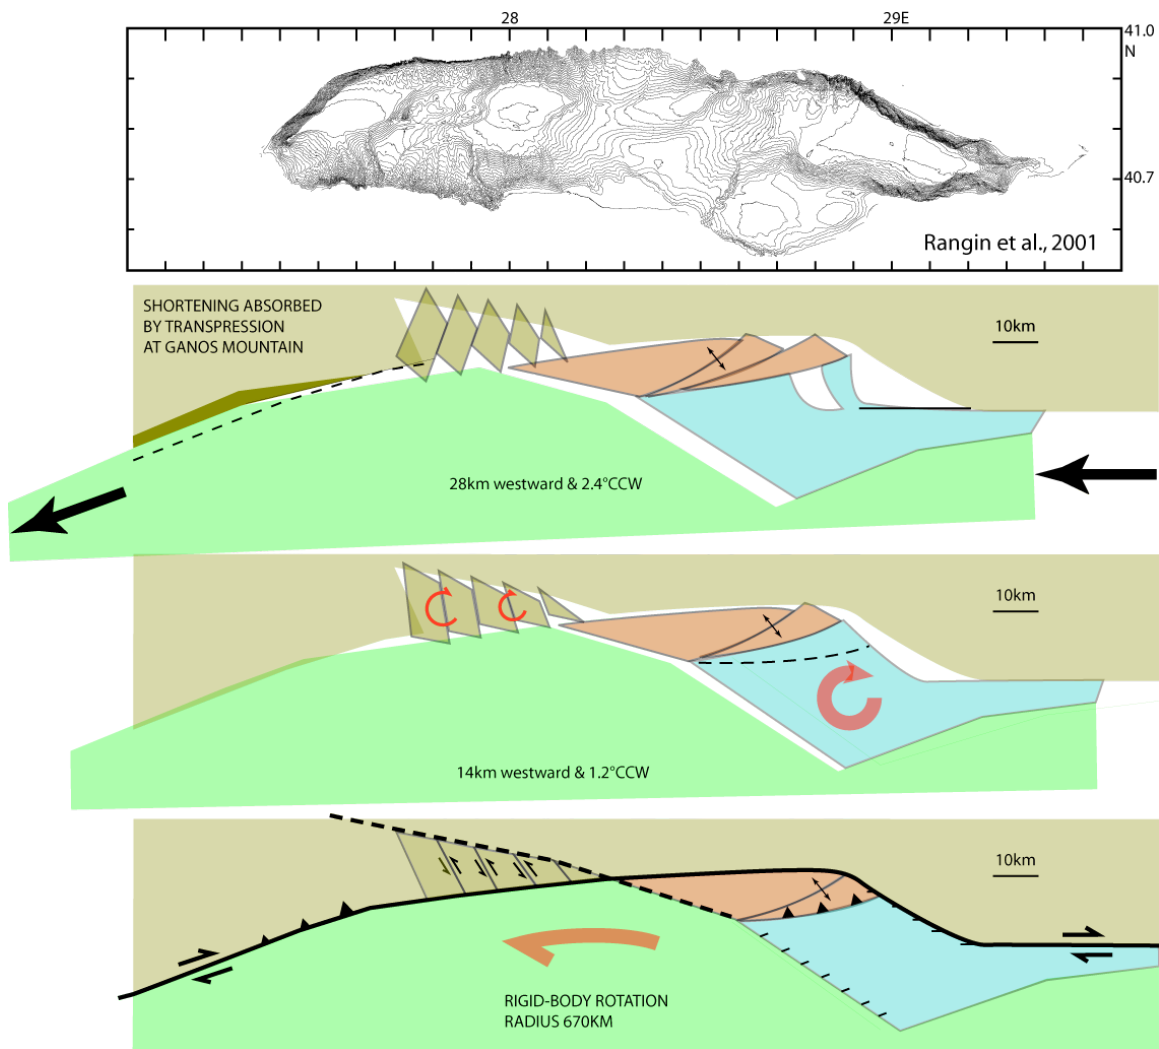 28
29E
41.0
N
40.7
Rangin et al., 2001
SHORTENING ABSORBED
BY TRANSPRESSION
AT GANOS MOUNTAIN
10km
28km westward & 2.4°CCW
10km
14km westward & 1.2°CCW
10km
RIGID-BODY ROTATION
RADIUS 670KM